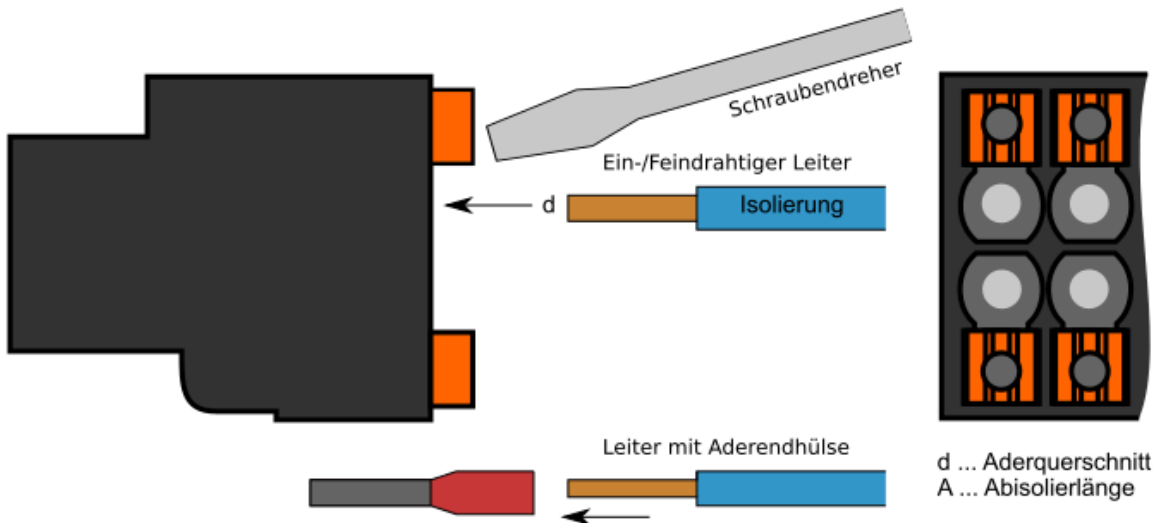 Schraubendreher
Ein-/Feindrahtiger Leiter
d
Isolierung
Leiter mit Aderendhülse
d ... Aderquerschnitt
A ... Abisolierlänge